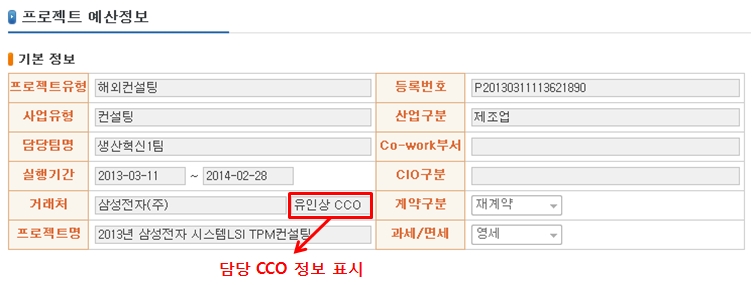 프로젝트 예산정보
기본 정보
프로젝트유형 해외컨설팅 등록번호 P20130311113621890
사업유형 컨설팅 산업구분 제조업
담당팀명 생산혁신1팀 Co-work부서
실행기간 2013-03-11 ~ 2014-02-28 CIO구분
거래처 삼성전자(주) 유인상 CCO 계약구분 재계약
프로젝트명 2013년 삼성전자 시스템LSI TPM컨설팅 과세/면세 영세
담당 CCO 정보 표시